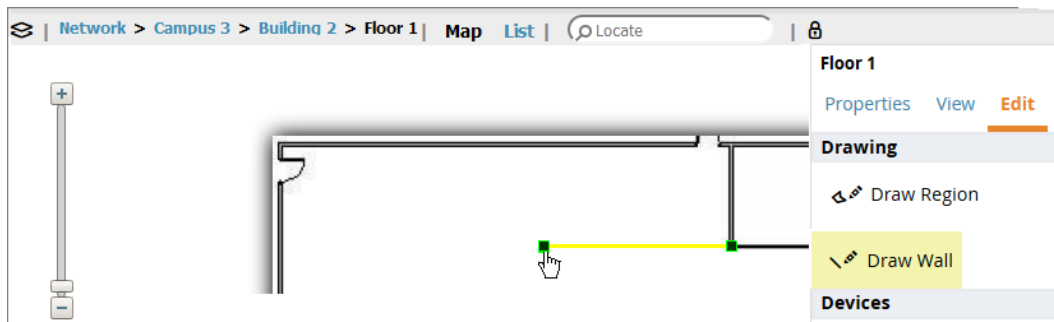 | Network > Campus 3 > Building 2 > Floor 1 | Map List | Locate |
Floor 1
Properties View Edit
Drawing
Draw Region
Draw Wall
Devices
+
−